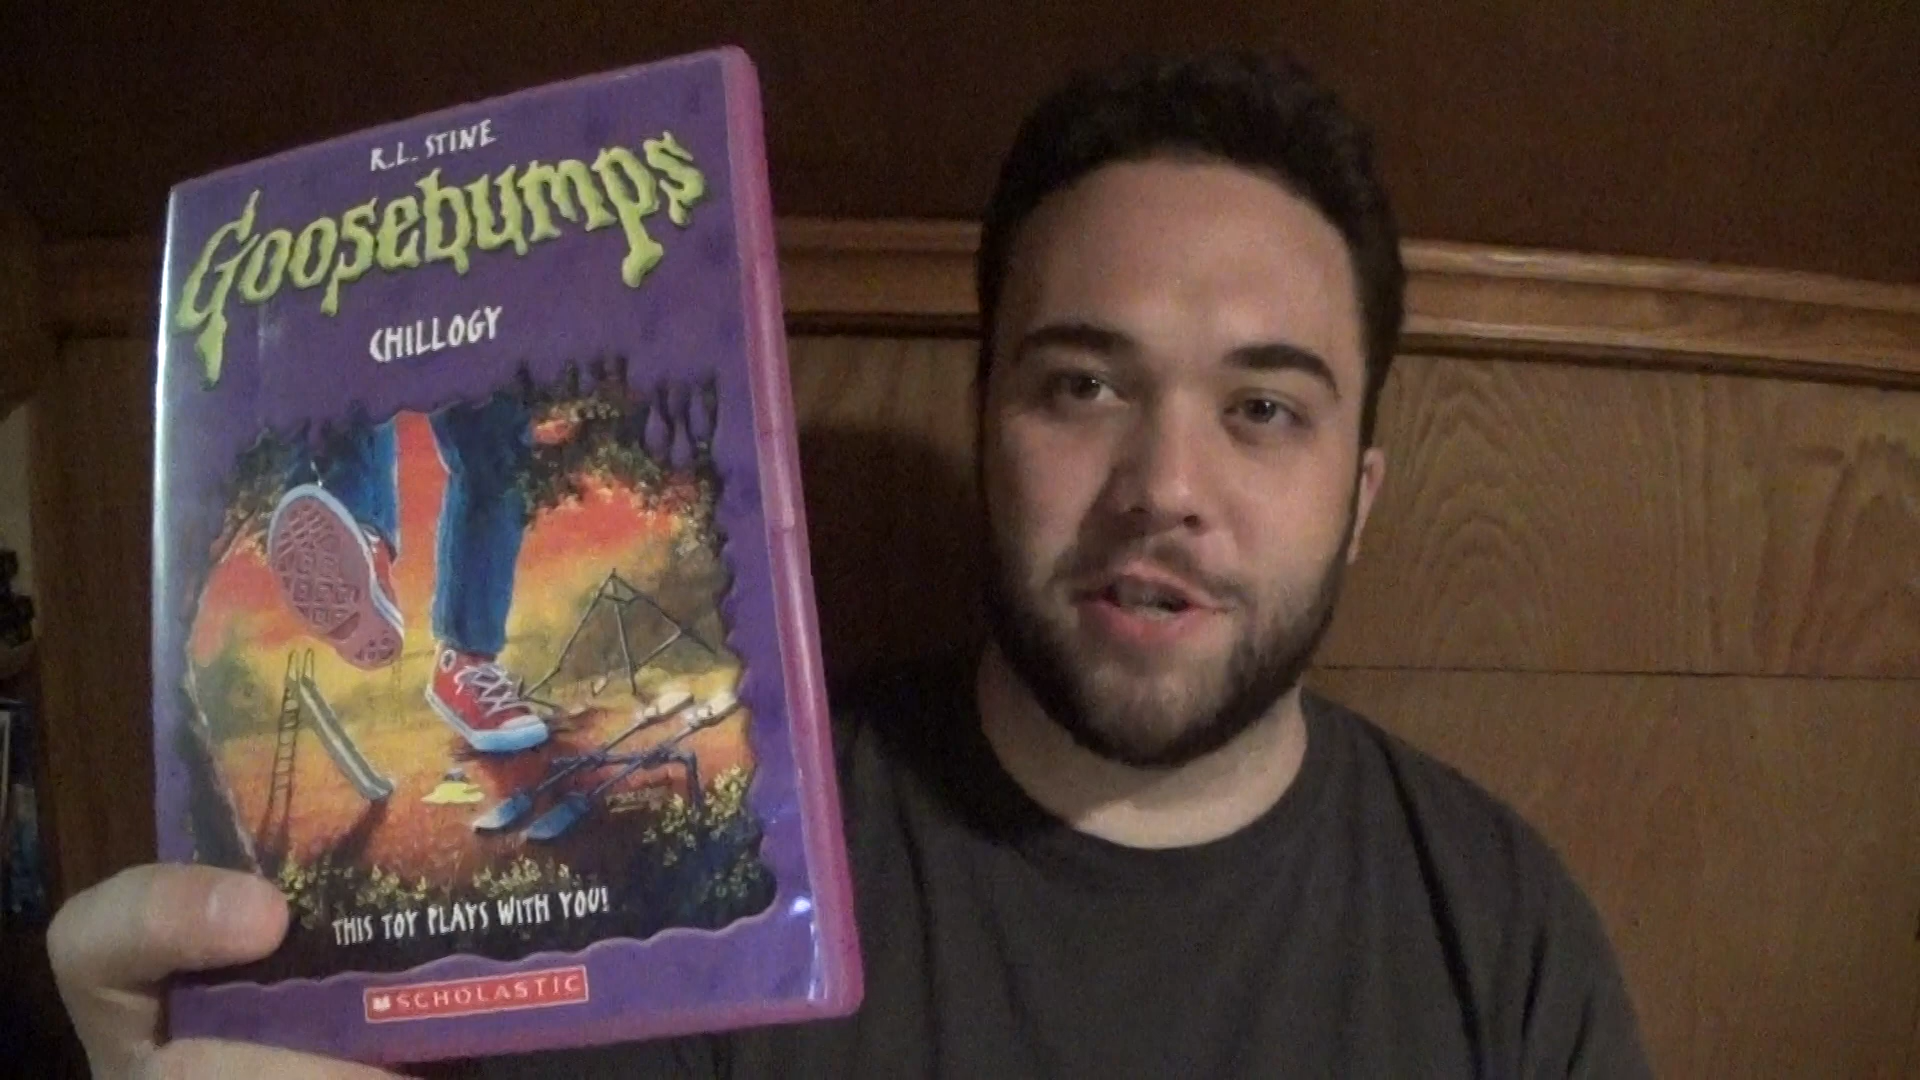 R.L. STINE
Goosebumps
CHILLOGY
THIS TOY PLAYS WITH YOU!
SCHOLASTIC